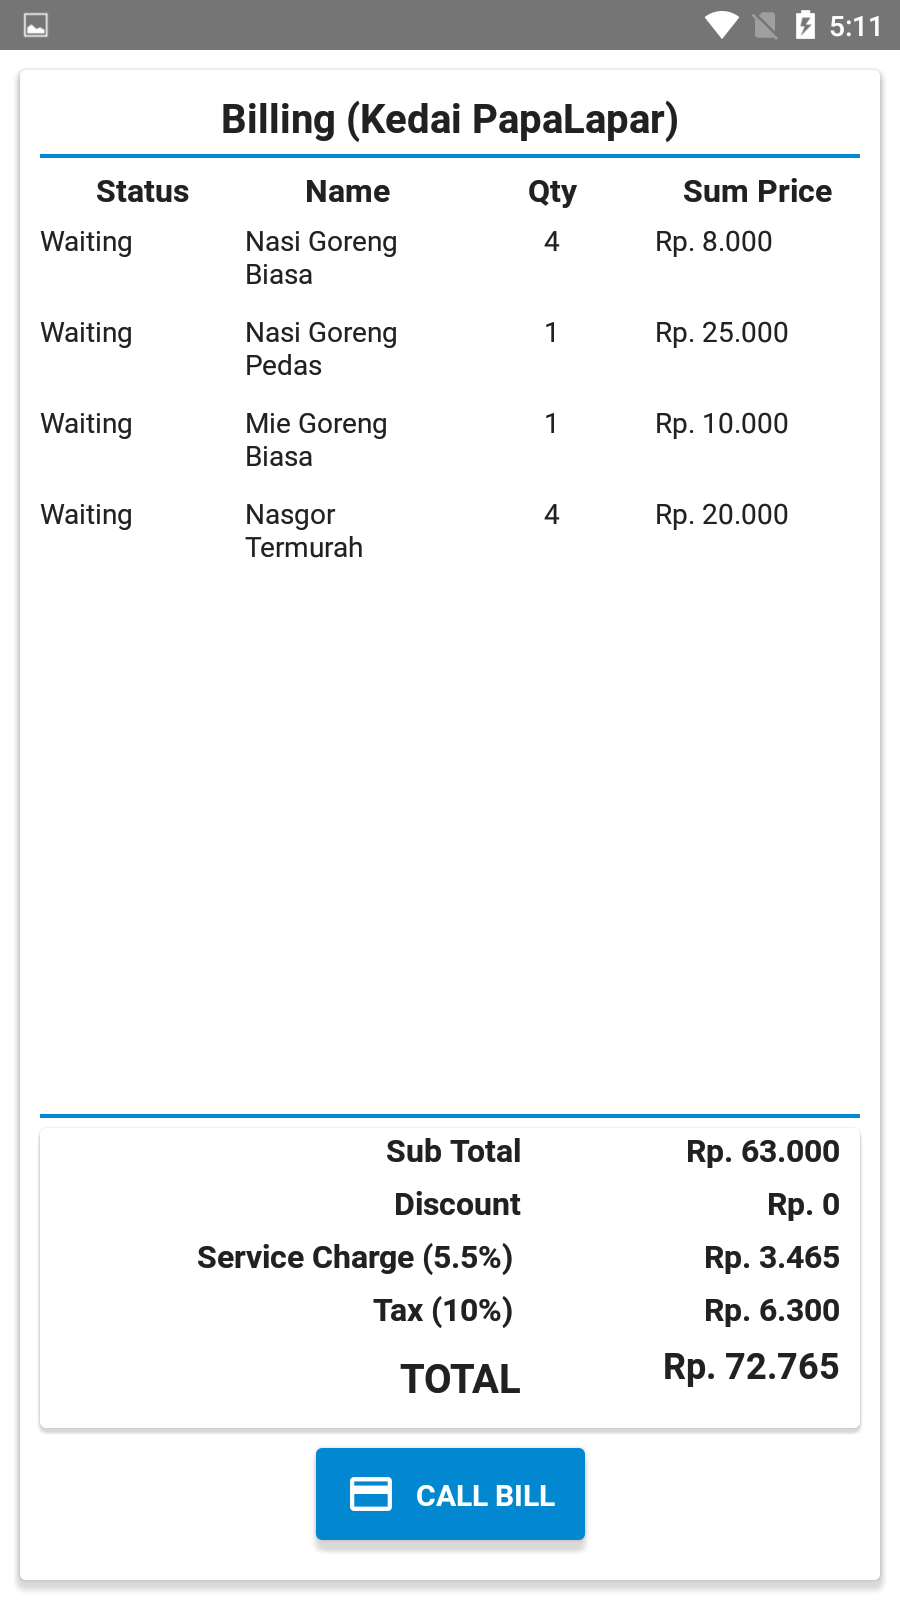 5:11
Billing (Kedai PapaLapar)
Status Name Qty Sum Price
Waiting Nasi Goreng 4 Rp. 8.000
Biasa
Waiting Nasi Goreng 1 Rp. 25.000
Pedas
Waiting Mie Goreng 1 Rp. 10.000
Biasa
Waiting Nasgor 4 Rp. 20.000
Termurah
Sub Total Rp. 63.000
Discount Rp. 0
Service Charge (5.5%) Rp. 3.465
Tax (10%) Rp. 6.300
TOTAL Rp. 72.765
CALL BILL